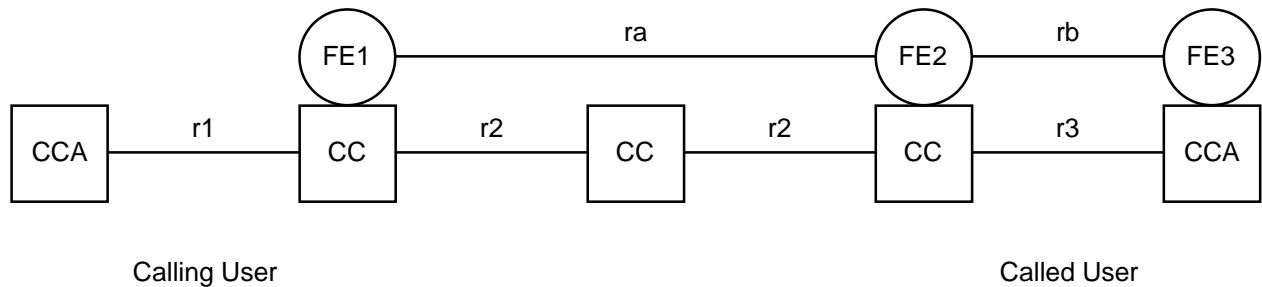 ra
rb
FE1
FE2
FE3
r1
r2
r2
r3
CCA
CC
CC
CC
CCA
Calling User
Called User